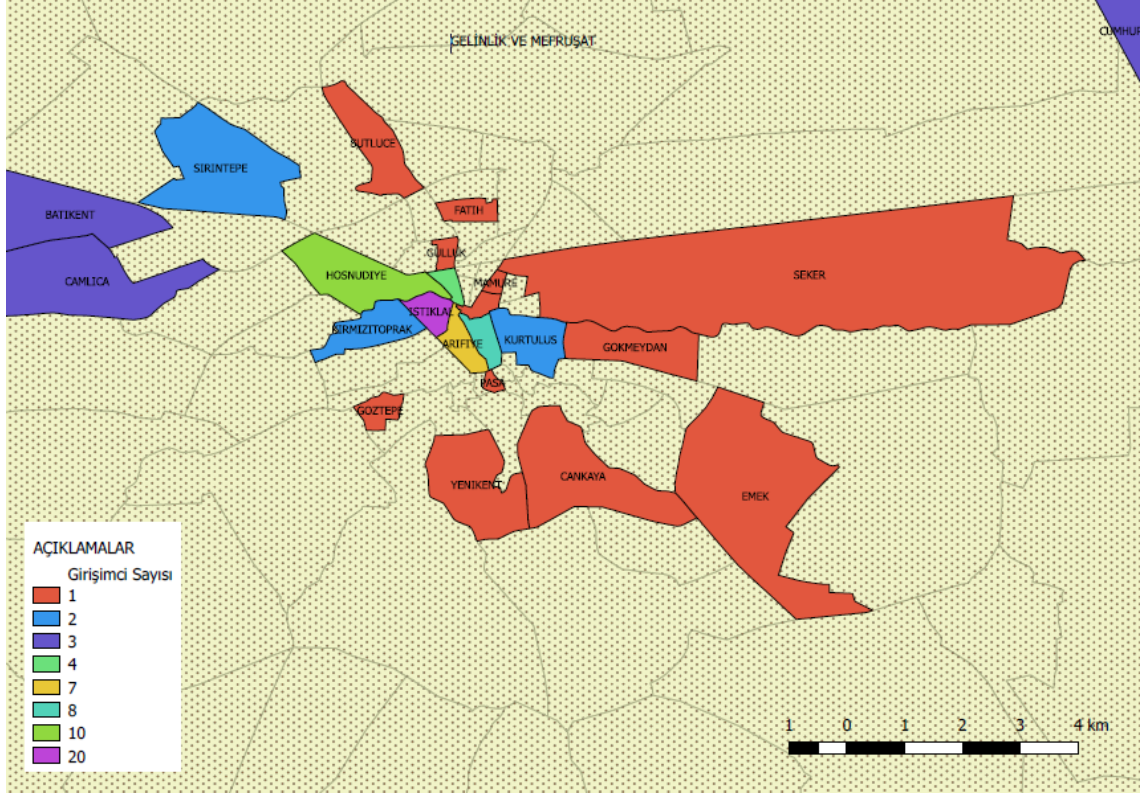 CUMHUR
GELİNLİK VE MEFRUŞAT
SUTLUCE
SIRINTEPE
FATIH
BATIKENT
GULLUK
HOSNUDIYE
MAMURE
SEKER
CAMLICA
ISTIKLAL
KIRMIZITOPRAK
ARIFIYE
KURTULUS
GOKMEYDAN
PASA
GOZTEPE
CANKAYA
YENIKENT
EMEK
AÇIKLAMALAR
Girişimci Sayısı
1
2
3
4
7
8
10
20
1 0 1 2 3 4 km